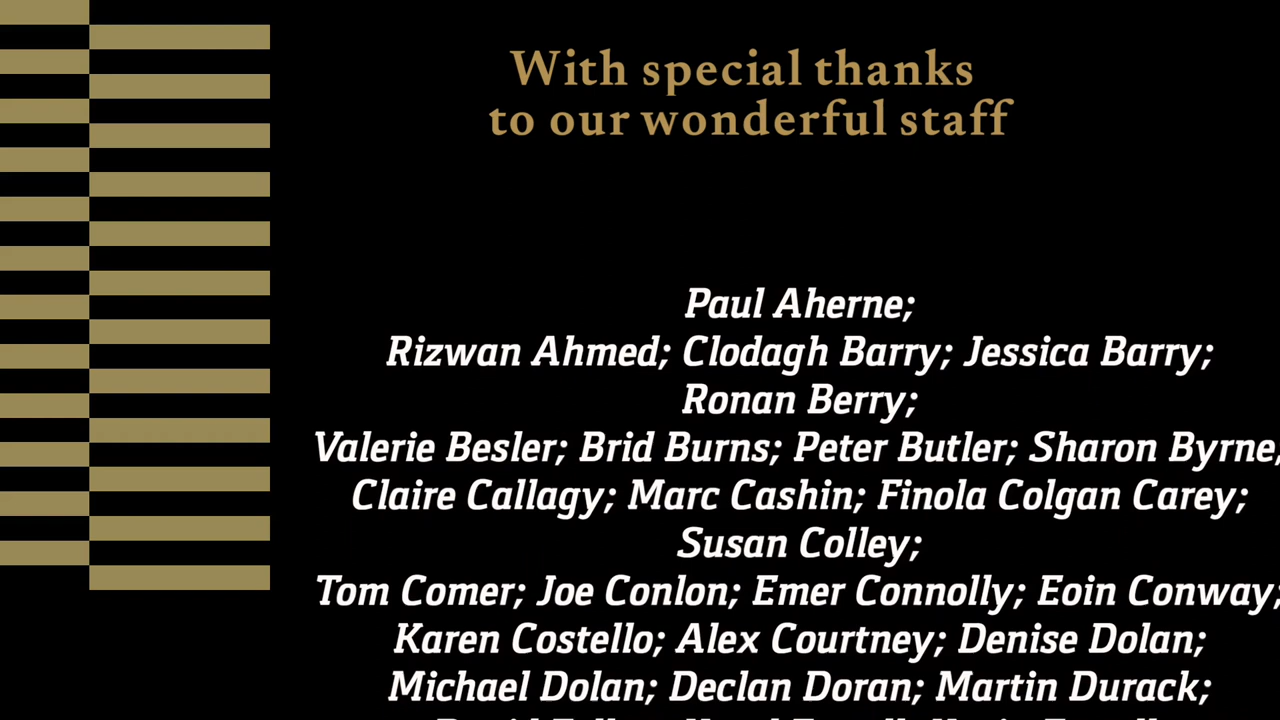 With special thanks
to our wonderful staff
Paul Aherne;
Rizwan Ahmed; Clodagh Barry; Jessica Barry;
Ronan Berry;
Valerie Besler; Brid Burns; Peter Butler; Sharon Byrne;
Claire Callagy; Marc Cashin; Finola Colgan Carey;
Susan Colley;
Tom Comer; Joe Conlon; Emer Connolly; Eoin Conway;
Karen Costello; Alex Courtney; Denise Dolan;
Michael Dolan; Declan Doran; Martin Durack;